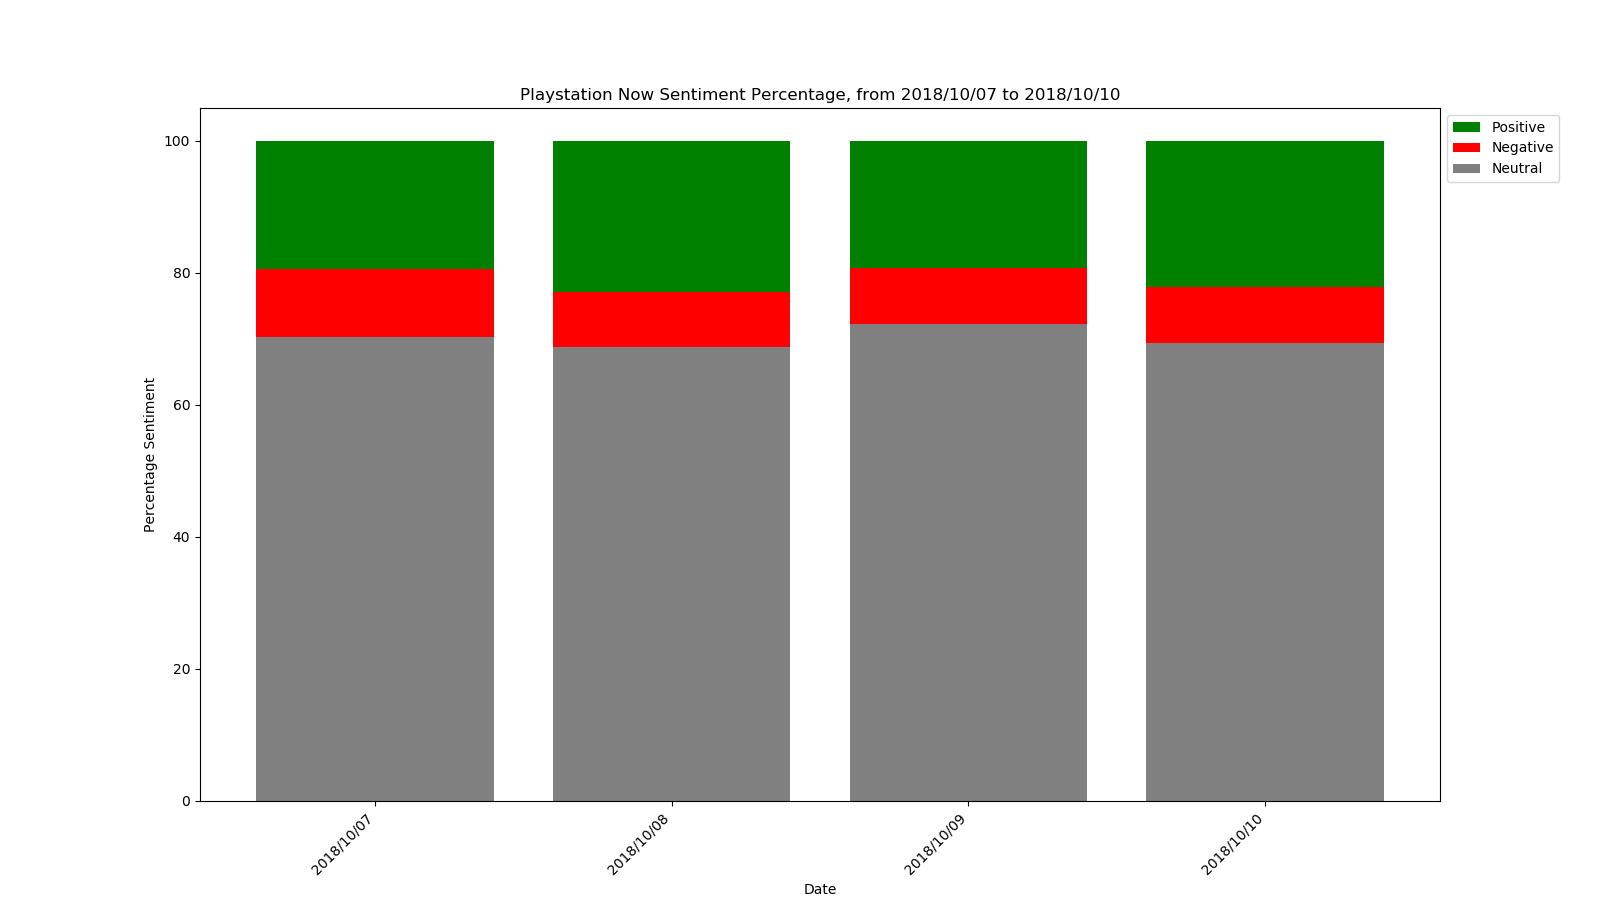 Playstation Now Sentiment Percentage, from 2018/10/07 to 2018/10/10
Positive
Negative
Neutral
Percentage Sentiment
100
80
60
40
20
0
2018/10/07
2018/10/08
2018/10/09
2018/10/10
Date